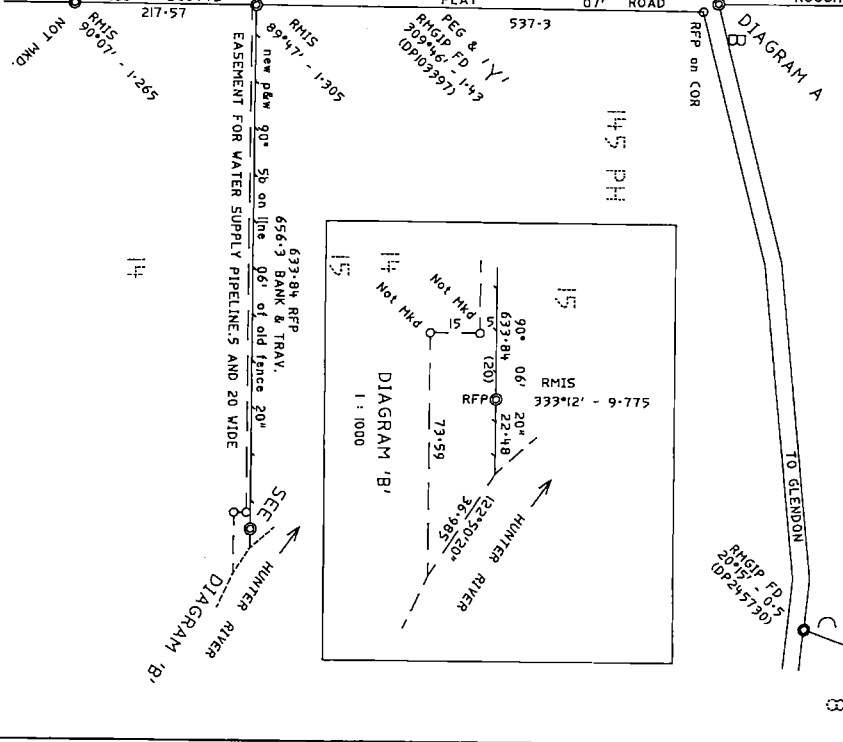 FLAT
07'
ROAD
217·57
537·3
NOT MKD.
RMIS
90°07' - 1·265
RMIS
89°47' - 1·305
PEG & 'Y'
RMGIP FD
309°46' - 1·43
(DP103397)
RFP on COR
DIAGRAM A
B
145 PH
new p&w 90° 5b on line 06' of old fence 20"
EASEMENT FOR WATER SUPPLY PIPELINE.5 AND 20 WIDE
633·84 RFP
656·3 BANK & TRAV.
14
15
14
15
Not Mkd
Not Mkd
15
5
90° 06' 20"
633·84
(20)
22·48
RFP
RMIS
333°12' - 9·775
73·59
DIAGRAM 'B'
1 : 1000
122°50'20"
36·985
HUNTER RIVER
SEE
DIAGRAM 'B'
HUNTER RIVER
TO GLENDON
RMGIP FD
20°15' - 0·5
(DP245730)
C
8